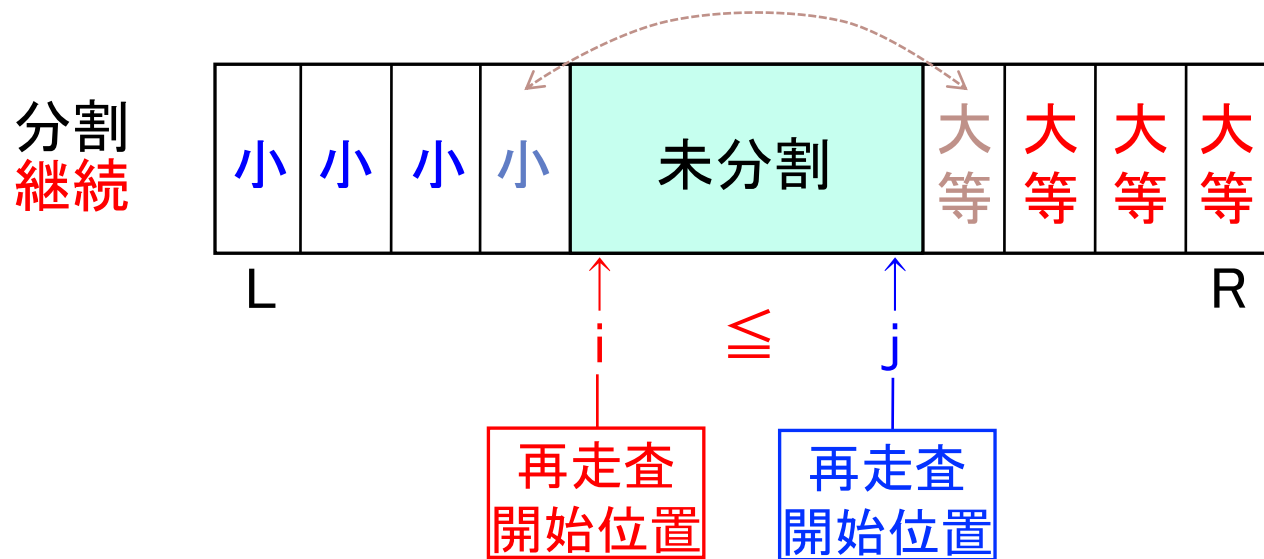 分割
継続
小 小 小 小 未分割 大等 大等 大等 大等
L R
i ≦ j
再走査
開始位置
再走査
開始位置